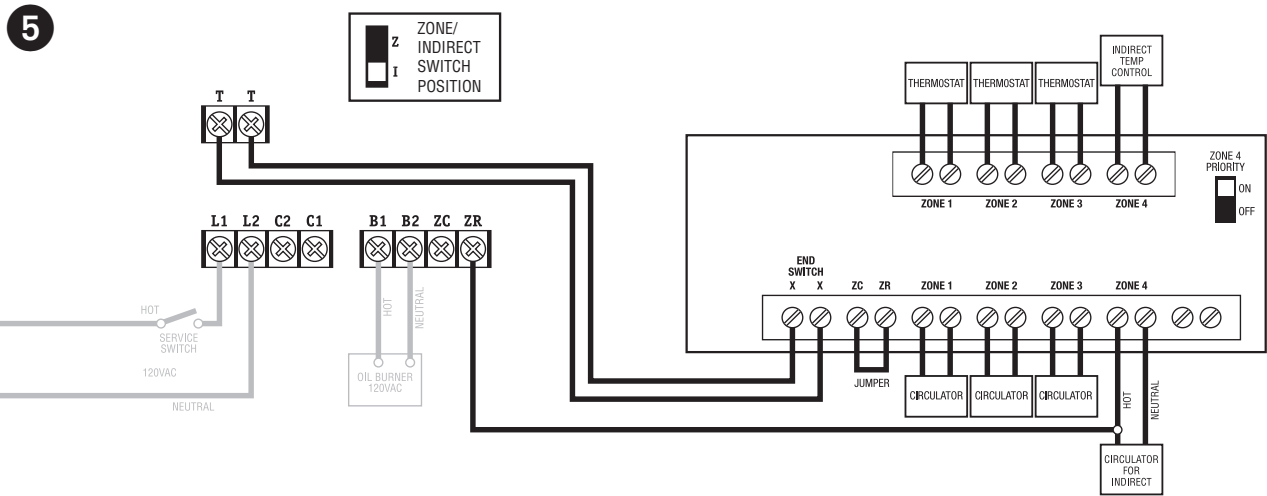 5
Z
I
ZONE/
INDIRECT
SWITCH
POSITION
T T
L1 L2 C2 C1
B1 B2 ZC ZR
HOT
SERVICE
SWITCH
120VAC
NEUTRAL
HOT
NEUTRAL
OIL BURNER
120VAC
THERMOSTAT
THERMOSTAT
THERMOSTAT
INDIRECT
TEMP
CONTROL
ZONE 1 ZONE 2 ZONE 3 ZONE 4
ZONE 4
PRIORITY
ON
OFF
END
SWITCH
X X ZC ZR ZONE 1 ZONE 2 ZONE 3 ZONE 4
JUMPER
CIRCULATOR
CIRCULATOR
CIRCULATOR
HOT
NEUTRAL
CIRCULATOR
FOR
INDIRECT